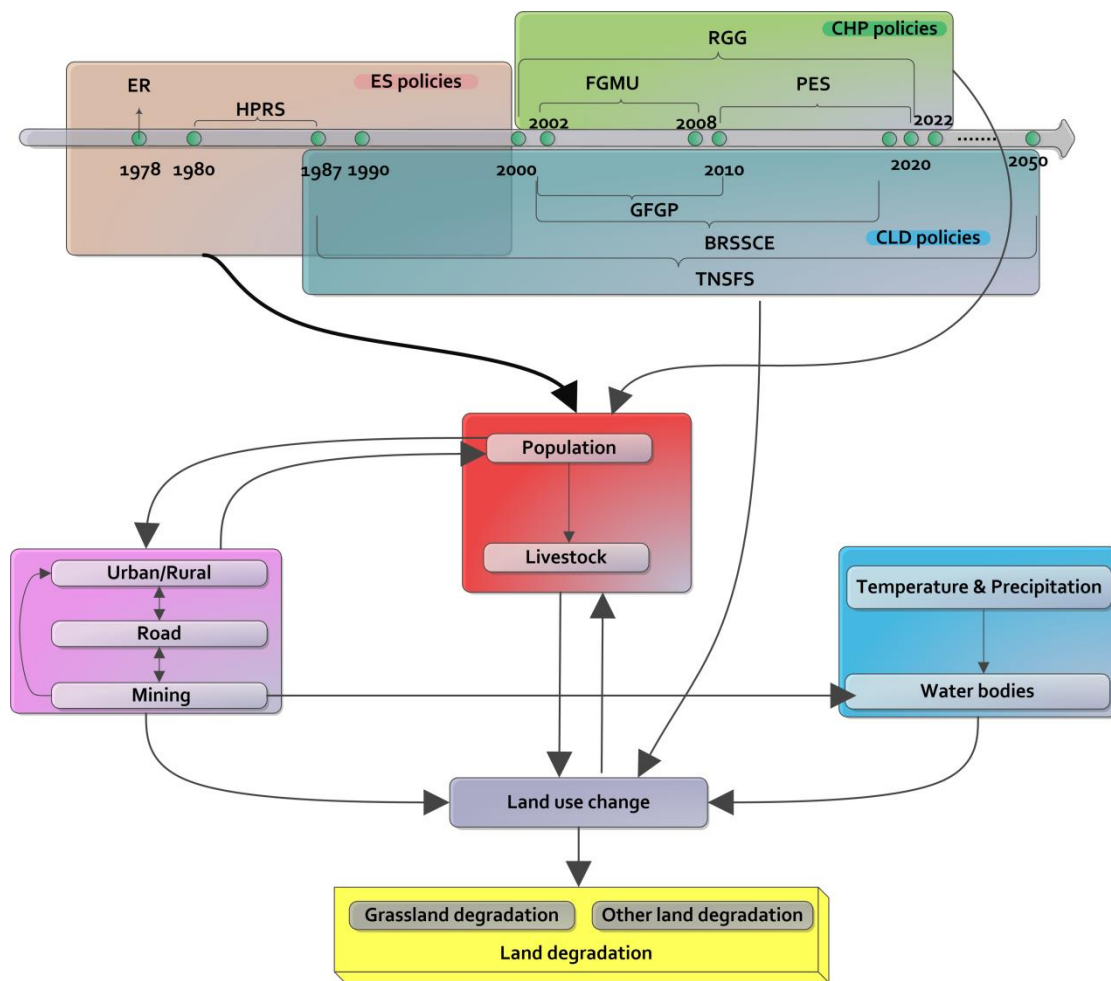 CHP policies
RGG
ES policies
ER
FGMU
PES
HPRS
2002
2008
2022
1978
1980
1987
1990
2000
2010
2020
2050
GFGP
BRSSCE
CLD policies
TNSFS
Population
Livestock
Urban/Rural
Road
Mining
Temperature & Precipitation
Water bodies
Land use change
Grassland degradation
Other land degradation
Land degradation